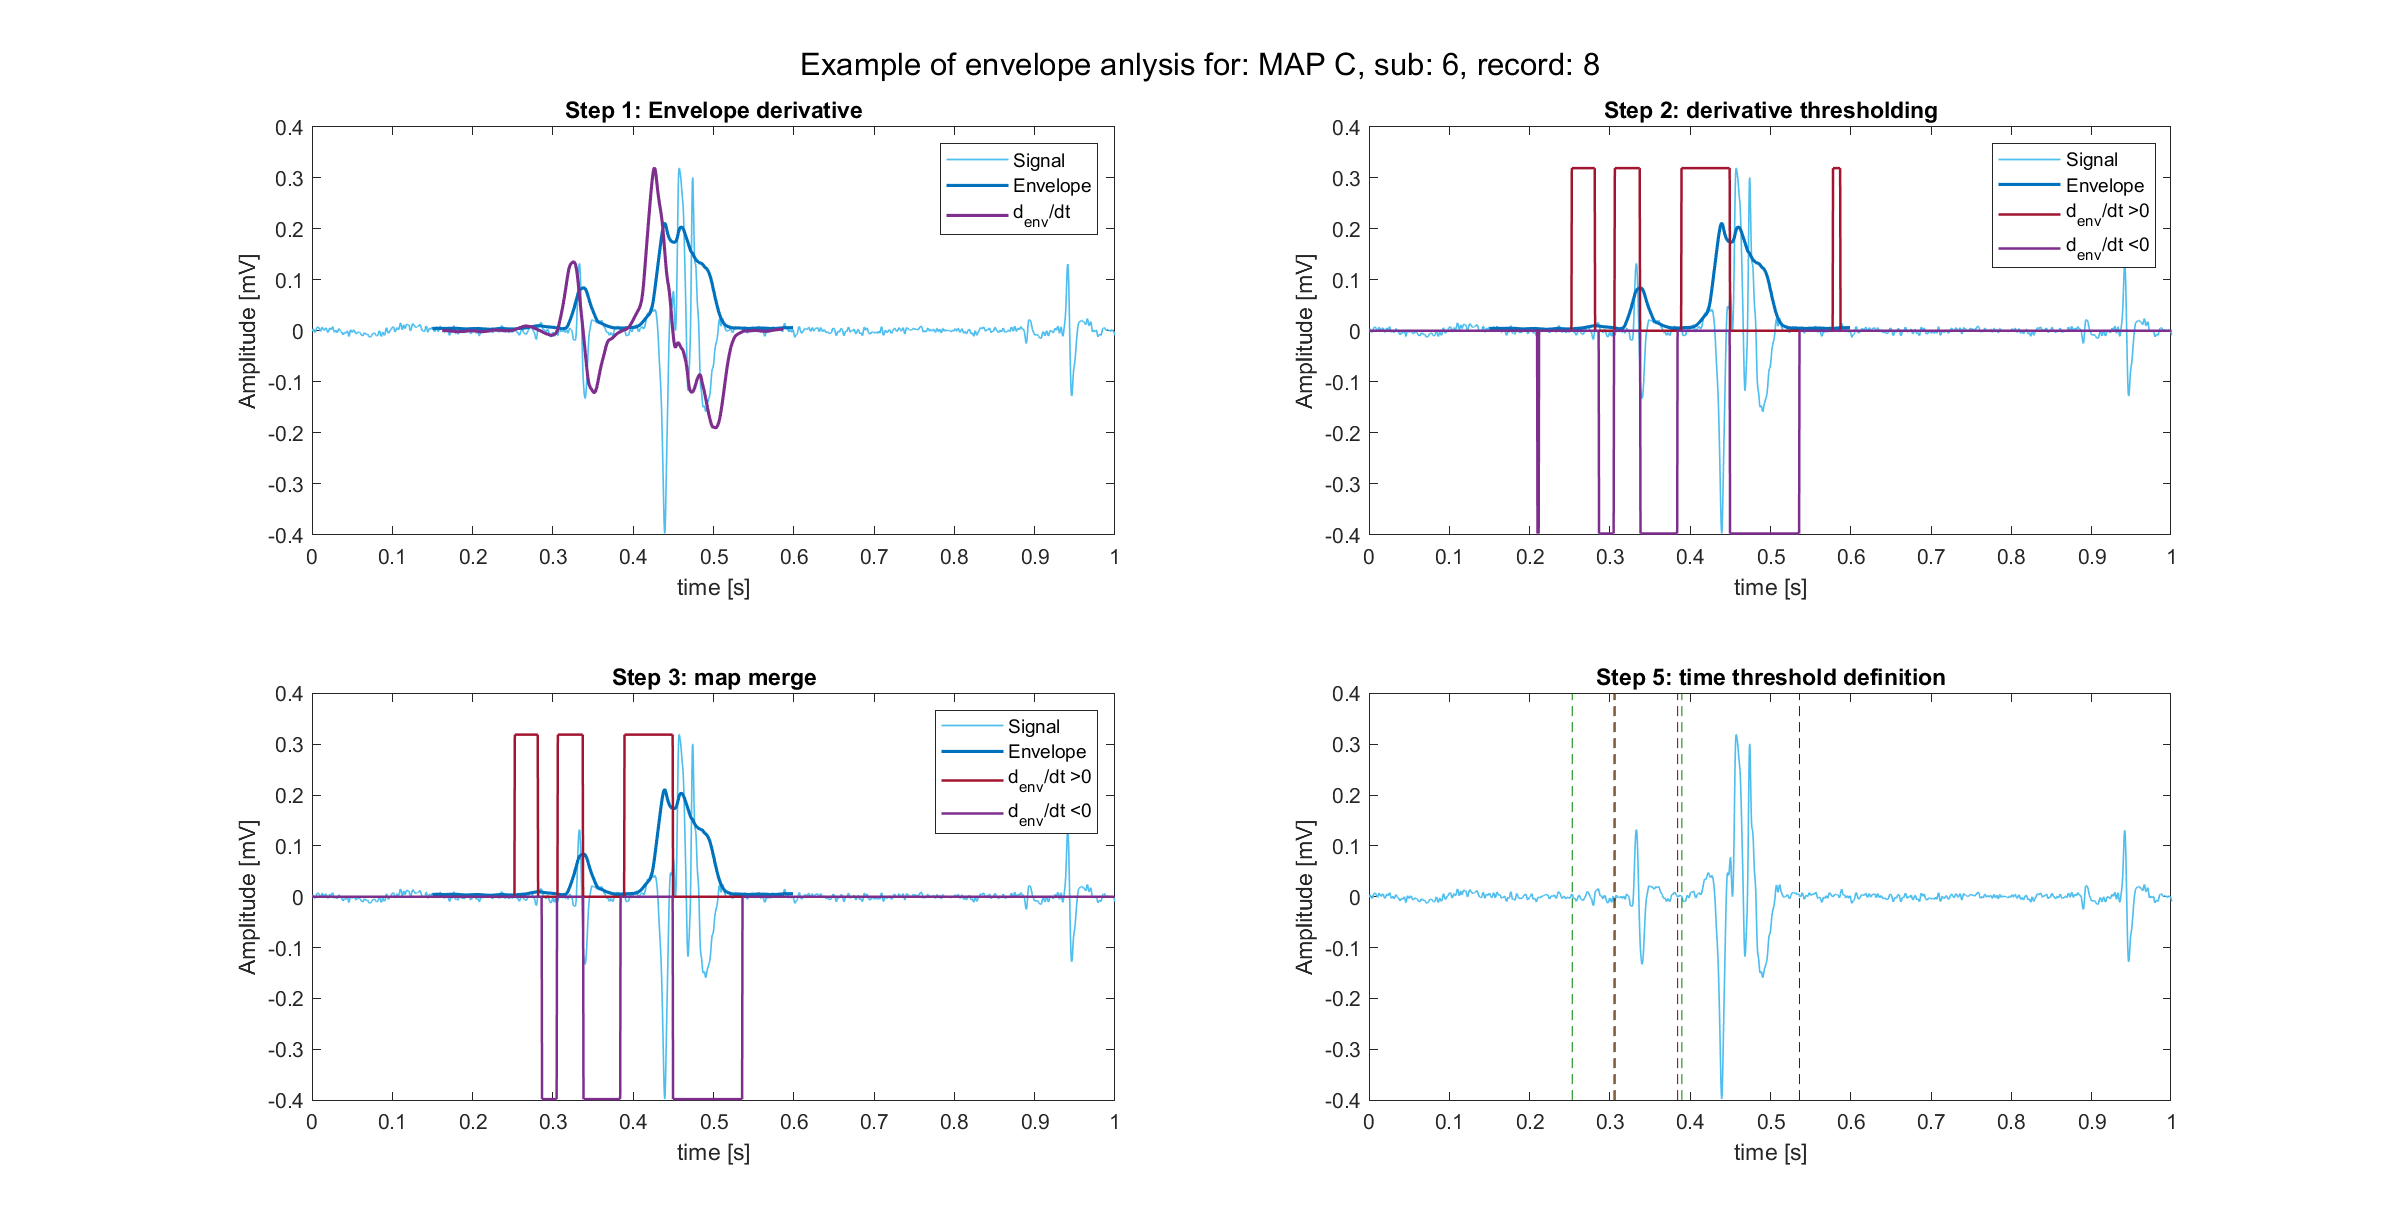 Example of envelope anlysis for: MAP C, sub: 6, record: 8
Step 1: Envelope derivative
0.4
0.3
0.2
0.1
0
-0.1
-0.2
-0.3
-0.4
Amplitude [mV]
0 0.1 0.2 0.3 0.4 0.5 0.6 0.7 0.8 0.9 1
time [s]
Signal
Envelope
d_env/dt
Step 2: derivative thresholding
0.4
0.3
0.2
0.1
0
-0.1
-0.2
-0.3
-0.4
Amplitude [mV]
0 0.1 0.2 0.3 0.4 0.5 0.6 0.7 0.8 0.9 1
time [s]
Signal
Envelope
d_env/dt >0
d_env/dt <0
Step 3: map merge
0.4
0.3
0.2
0.1
0
-0.1
-0.2
-0.3
-0.4
Amplitude [mV]
0 0.1 0.2 0.3 0.4 0.5 0.6 0.7 0.8 0.9 1
time [s]
Signal
Envelope
d_env/dt >0
d_env/dt <0
Step 5: time threshold definition
0.4
0.3
0.2
0.1
0
-0.1
-0.2
-0.3
-0.4
Amplitude [mV]
0 0.1 0.2 0.3 0.4 0.5 0.6 0.7 0.8 0.9 1
time [s]